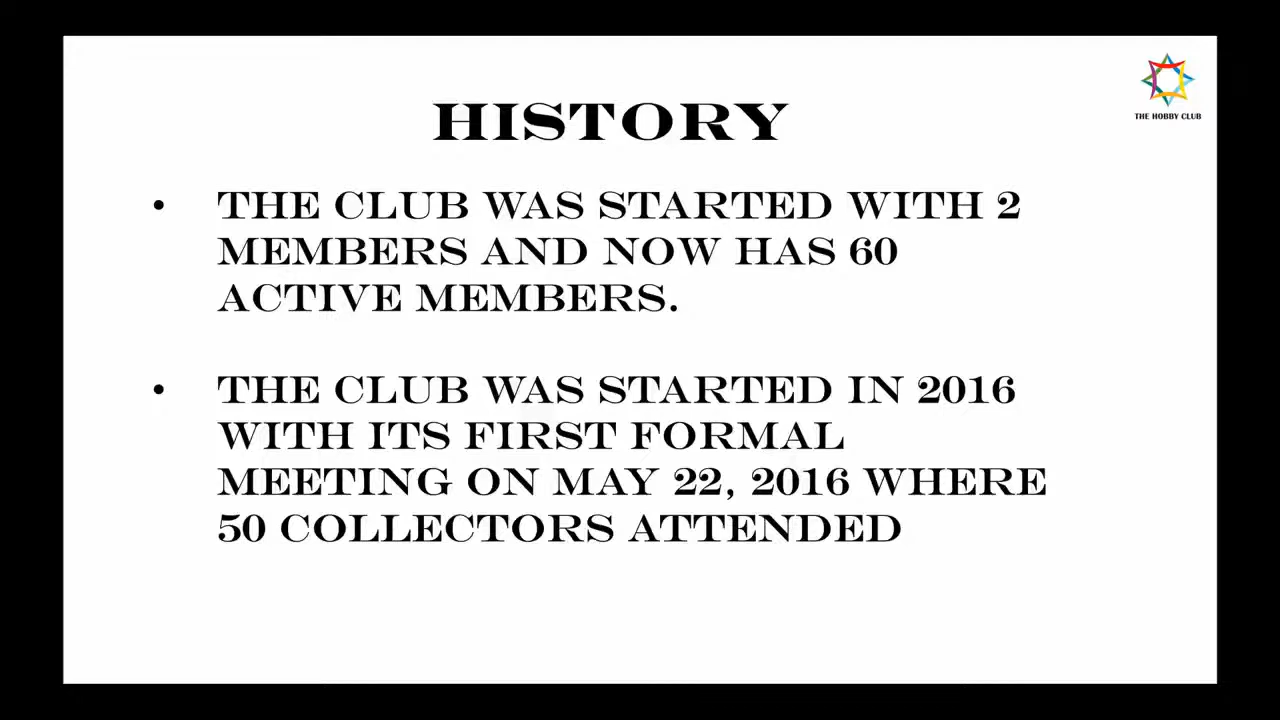 THE HOBBY CLUB
HISTORY
• THE CLUB WAS STARTED WITH 2
MEMBERS AND NOW HAS 60
ACTIVE MEMBERS.
• THE CLUB WAS STARTED IN 2016
WITH ITS FIRST FORMAL
MEETING ON MAY 22, 2016 WHERE
50 COLLECTORS ATTENDED